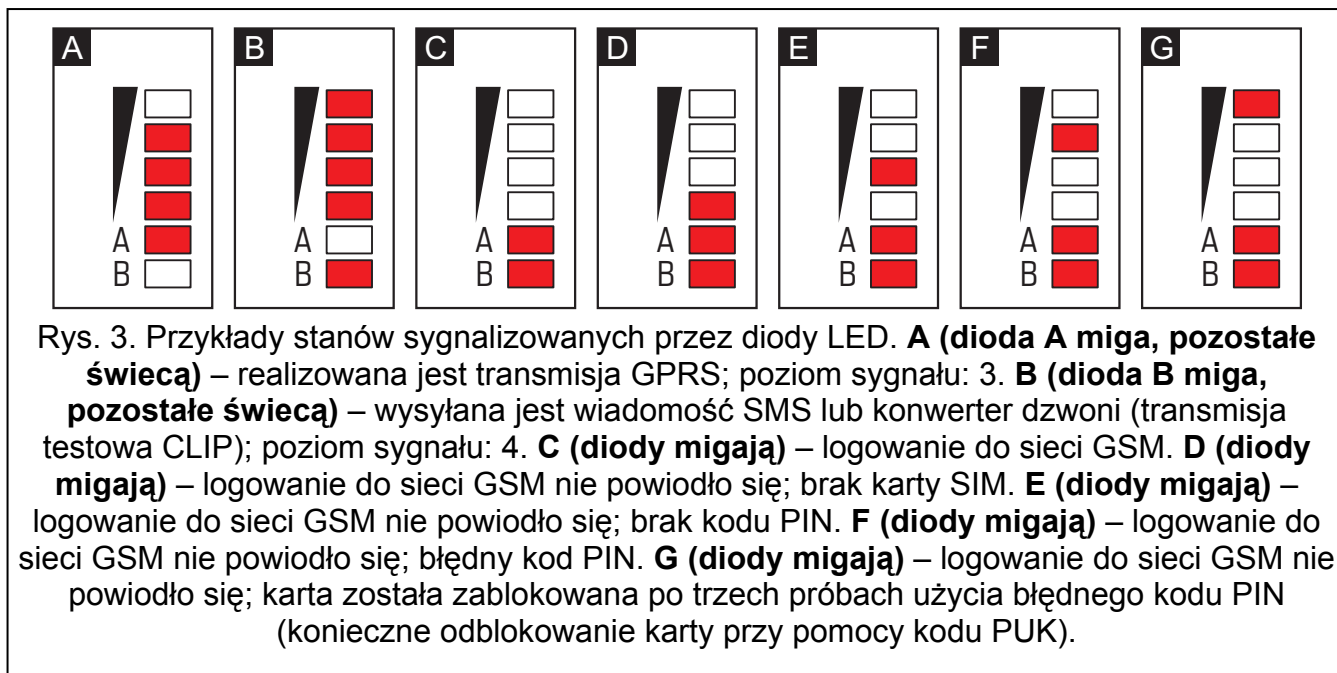 A B C D E F G
A A A A A A A
B B B B B B B
Rys. 3. Przykłady stanów sygnalizowanych przez diody LED. A (dioda A miga, pozostałe
świecą) – realizowana jest transmisja GPRS; poziom sygnału: 3. B (dioda B miga,
pozostałe świecą) – wysyłana jest wiadomość SMS lub konwerter dzwoni (transmisja
testowa CLIP); poziom sygnału: 4. C (diody migają) – logowanie do sieci GSM. D (diody
migają) – logowanie do sieci GSM nie powiodło się; brak karty SIM. E (diody migają) –
logowanie do sieci GSM nie powiodło się; brak kodu PIN. F (diody migają) – logowanie do
sieci GSM nie powiodło się; błędny kod PIN. G (diody migają) – logowanie do sieci GSM nie
powiodło się; karta została zablokowana po trzech próbach użycia błędnego kodu PIN
(konieczne odblokowanie karty przy pomocy kodu PUK).